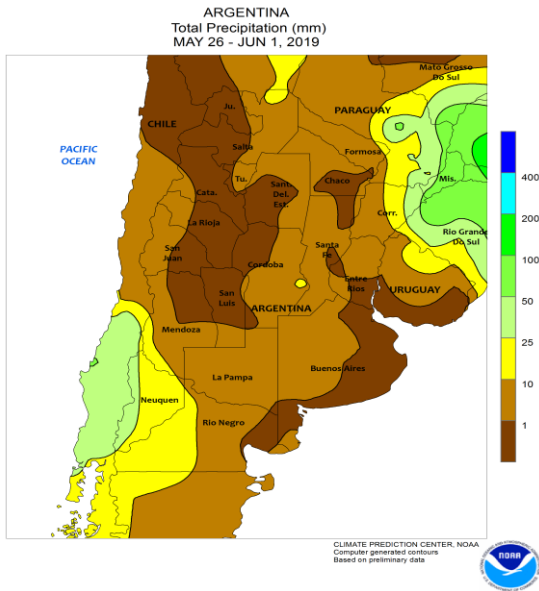 ARGENTINA
Total Precipitation (mm)
MAY 26 - JUN 1, 2019
Mato Grosso
Do Sul
Ju.
PARAGUAY
CHILE
PACIFIC
OCEAN
Salta
Formosa
Tu.
Sant.
Del.
Est.
Chaco
Mis.
Cata.
Corr.
La Rioja
Rio Grande
Do Sul
San
Juan
Santa
Fe
Cordoba
Entre
Rios
URUGUAY
San
Luis
ARGENTINA
Mendoza
La Pampa
Buenos Aires
Neuquen
Rio Negro
400
200
100
50
25
10
1
CLIMATE PREDICTION CENTER, NOAA
Computer generated contours
Based on preliminary data
noaa